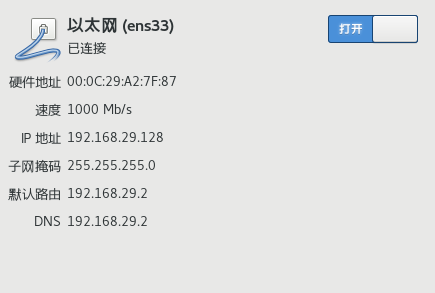 以太网 (ens33)
已连接
打开
硬件地址 00:0C:29:A2:7F:87
速度 1000 Mb/s
IP 地址 192.168.29.128
子网掩码 255.255.255.0
默认路由 192.168.29.2
DNS 192.168.29.2